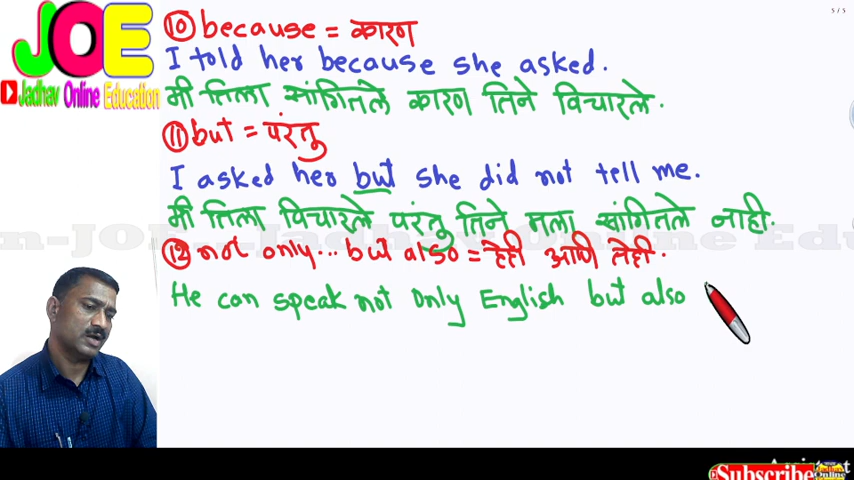 JOE
Jadhav Online Education
5/5
⑩ because = कारण
I told her because she asked.
मी तिला सांगितले कारण तिने विचारले.
⑪ but = परंतु
I asked her but she did not tell me.
मी तिला विचारले परंतु तिने मला सांगितले नाही.
⑫ not only... but also = हेही आणि तेही.
He can speak not only English but also
Subscribe